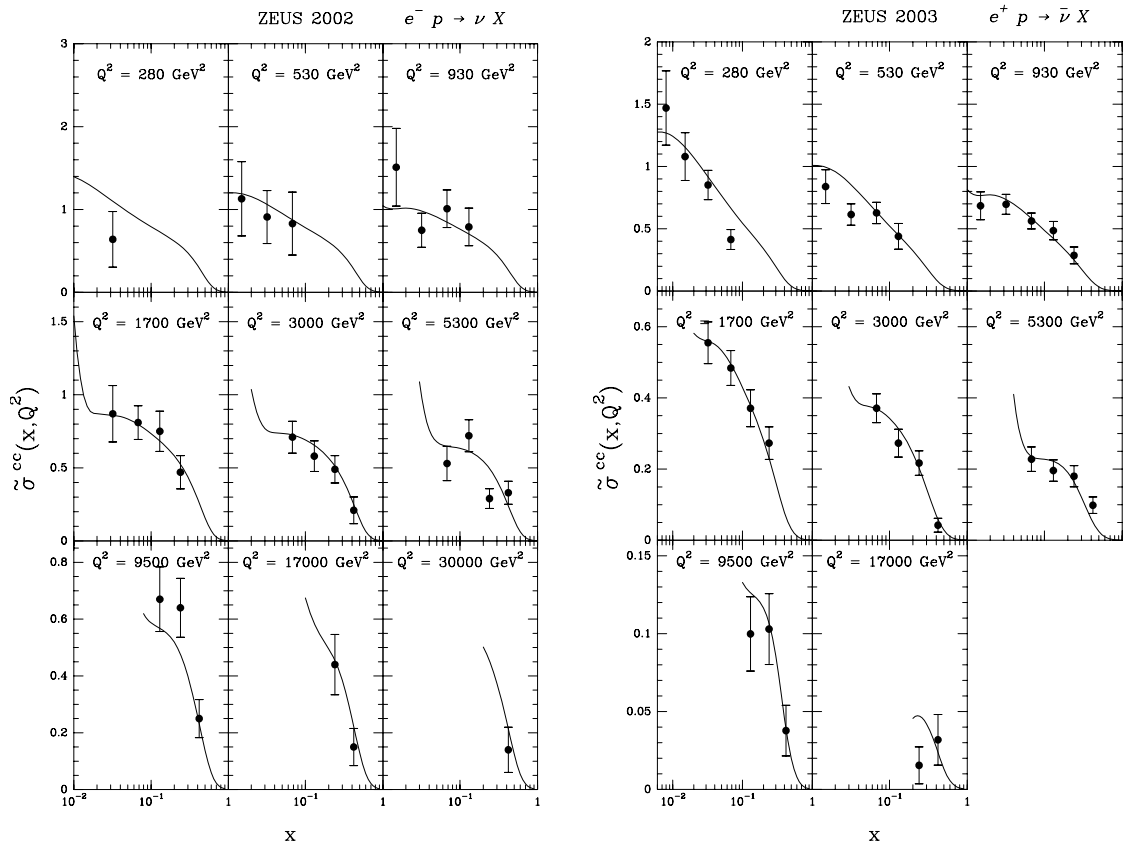 ZEUS 2002 e⁻ p → ν X
3
Q² = 280 GeV² Q² = 530 GeV² Q² = 930 GeV²
2
1
0
1.5
Q² = 1700 GeV² Q² = 3000 GeV² Q² = 5300 GeV²
1
0.5
0
σ̃ᶜᶜ(x,Q²)
0.8
Q² = 9500 GeV² Q² = 17000 GeV² Q² = 30000 GeV²
0.6
0.4
0.2
0
10⁻² 10⁻¹ 1 10⁻¹ 1 10⁻¹ 1
x
ZEUS 2003 e⁺ p → ν̄ X
2
Q² = 280 GeV² Q² = 530 GeV² Q² = 930 GeV²
1.5
1
0.5
0
0.6
Q² = 1700 GeV² Q² = 3000 GeV² Q² = 5300 GeV²
0.4
0.2
0
σ̃ᶜᶜ(x,Q²)
0.15
Q² = 9500 GeV² Q² = 17000 GeV²
0.1
0.05
0
10⁻² 10⁻¹ 1 10⁻¹ 1
x